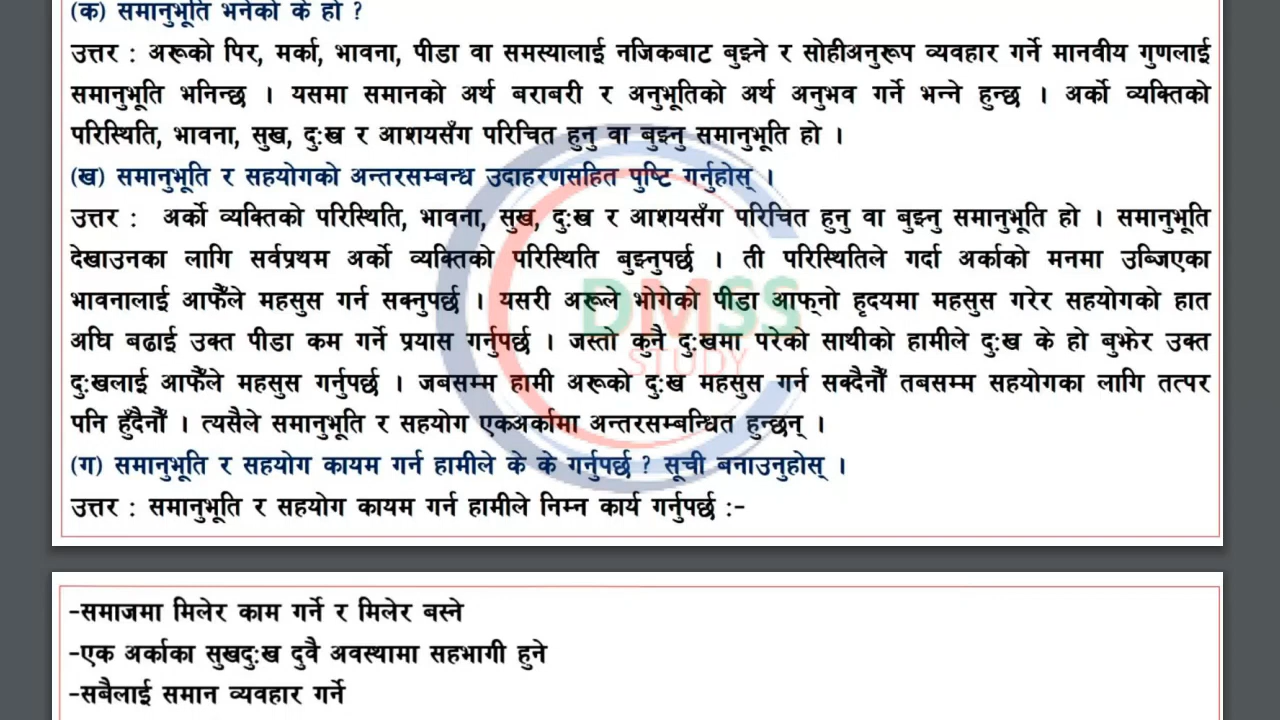 (क) समानुभूति भनेको के हो ?
उत्तर : अरूको पिर, मर्का, भावना, पीडा वा समस्यालाई नजिकबाट बुझ्ने र सोहीअनुरूप व्यवहार गर्ने मानवीय गुणलाई
समानुभूति भनिन्छ । यसमा समानको अर्थ बराबरी र अनुभूतिको अर्थ अनुभव गर्ने भन्ने हुन्छ । अर्को व्यक्तिको
परिस्थिति, भावना, सुख, दुःख र आशयसँग परिचित हुनु वा बुझ्नु समानुभूति हो ।
(ख) समानुभूति र सहयोगको अन्तरसम्बन्ध उदाहरणसहित पुष्टि गर्नुहोस् ।
उत्तर : अर्को व्यक्तिको परिस्थिति, भावना, सुख, दुःख र आशयसँग परिचित हुनु वा बुझ्नु समानुभूति हो । समानुभूति
देखाउनका लागि सर्वप्रथम अर्को व्यक्तिको परिस्थिति बुझ्नुपर्छ । ती परिस्थितिले गर्दा अर्काको मनमा उब्जिएका
भावनालाई आफैँले महसुस गर्न सक्नुपर्छ । यसरी अरूले भोगेको पीडा आफ्‌नो हृदयमा महसुस गरेर सहयोगको हात
अघि बढाई उक्त पीडा कम गर्ने प्रयास गर्नुपर्छ । जस्तो कुनै दुःखमा परेको साथीको हामीले दुःख के हो बुझेर उक्त
दुःखलाई आफैँले महसुस गर्नुपर्छ । जबसम्म हामी अरूको दुःख महसुस गर्न सक्दैनौँ तबसम्म सहयोगका लागि तत्पर
पनि हुँदैनौँ । त्यसैले समानुभूति र सहयोग एकअर्कामा अन्तरसम्बन्धित हुन्छन् ।
(ग) समानुभूति र सहयोग कायम गर्न हामीले के के गर्नुपर्छ ? सूची बनाउनुहोस् ।
उत्तर : समानुभूति र सहयोग कायम गर्न हामीले निम्न कार्य गर्नुपर्छ :-
-समाजमा मिलेर काम गर्ने र मिलेर बस्ने
-एक अर्काका सुखदुःख दुवै अवस्थामा सहभागी हुने
-सबैलाई समान व्यवहार गर्ने
DMSS
STUDY